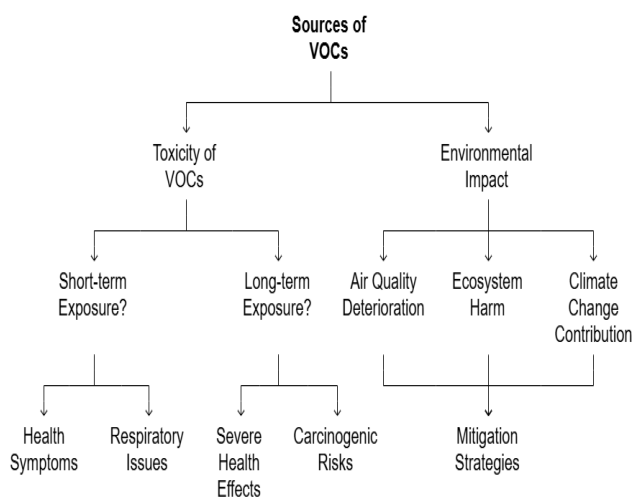 Sources of
VOCs
Toxicity of
VOCs
Environmental
Impact
Short-term
Exposure?
Long-term
Exposure?
Air Quality
Deterioration
Ecosystem
Harm
Climate
Change
Contribution
Health
Symptoms
Respiratory
Issues
Severe
Health
Effects
Carcinogenic
Risks
Mitigation
Strategies